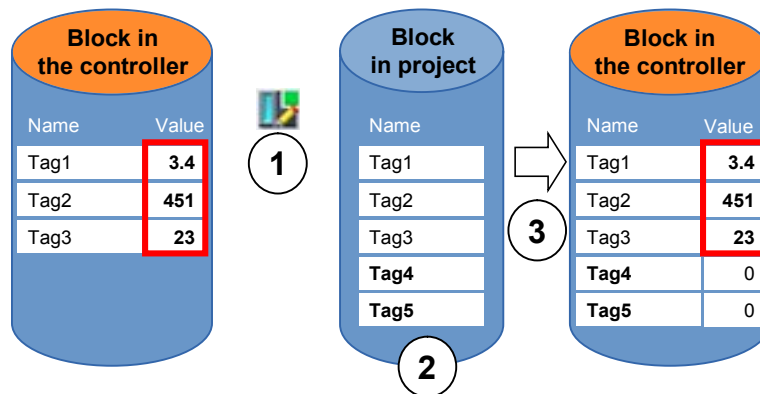 Block in
the controller
Name Value
Tag1 3.4
Tag2 451
Tag3 23
1
Block
in project
Name
Tag1
Tag2
Tag3
Tag4
Tag5
2
3
Block in
the controller
Name Value
Tag1 3.4
Tag2 451
Tag3 23
Tag4 0
Tag5 0